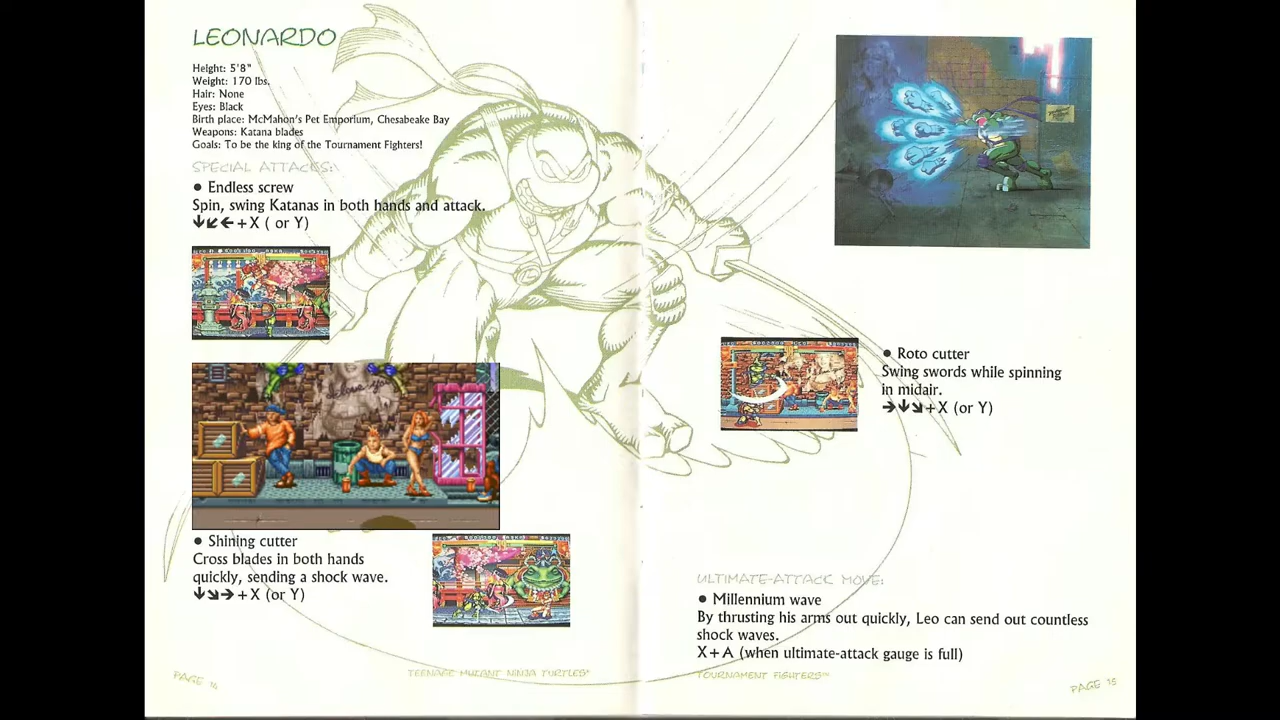 LEONARDO
Height: 5'8"
Weight: 170 lbs.
Hair: None
Eyes: Black
Birth place: McMahon's Pet Emporium, Chesabeake Bay
Weapons: Katana blades
Goals: To be the king of the Tournament Fighters!
SPECIAL ATTACKS:
● Endless screw
Spin, swing Katanas in both hands and attack.
↓↙← + X ( or Y)
I love you
● Shining cutter
Cross blades in both hands
quickly, sending a shock wave.
↓↘→ + X (or Y)
TEENAGE MUTANT NINJA TURTLES®
● Roto cutter
Swing swords while spinning
in midair.
→↓↘ + X (or Y)
ULTIMATE-ATTACK MOVE:
● Millennium wave
By thrusting his arms out quickly, Leo can send out countless
shock waves.
X + A (when ultimate-attack gauge is full)
TOURNAMENT FIGHTERS™
PAGE 15